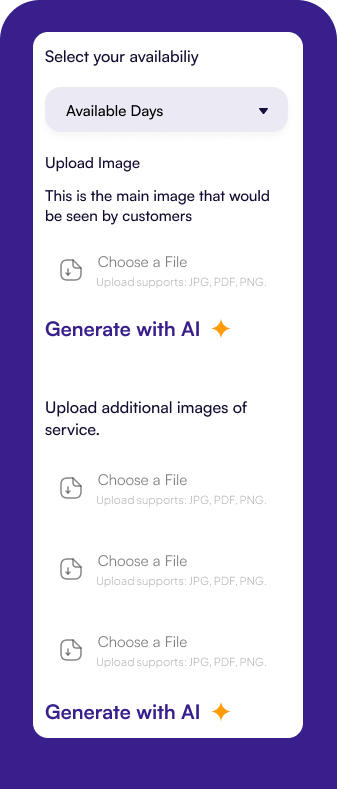 Select your availabiliy
Available Days
Upload Image
This is the main image that would
be seen by customers
Choose a File
Upload supports: JPG, PDF, PNG.
Generate with AI
Upload additional images of
service.
Choose a File
Upload supports: JPG, PDF, PNG.
Choose a File
Upload supports: JPG, PDF, PNG.
Choose a File
Upload supports: JPG, PDF, PNG.
Generate with AI